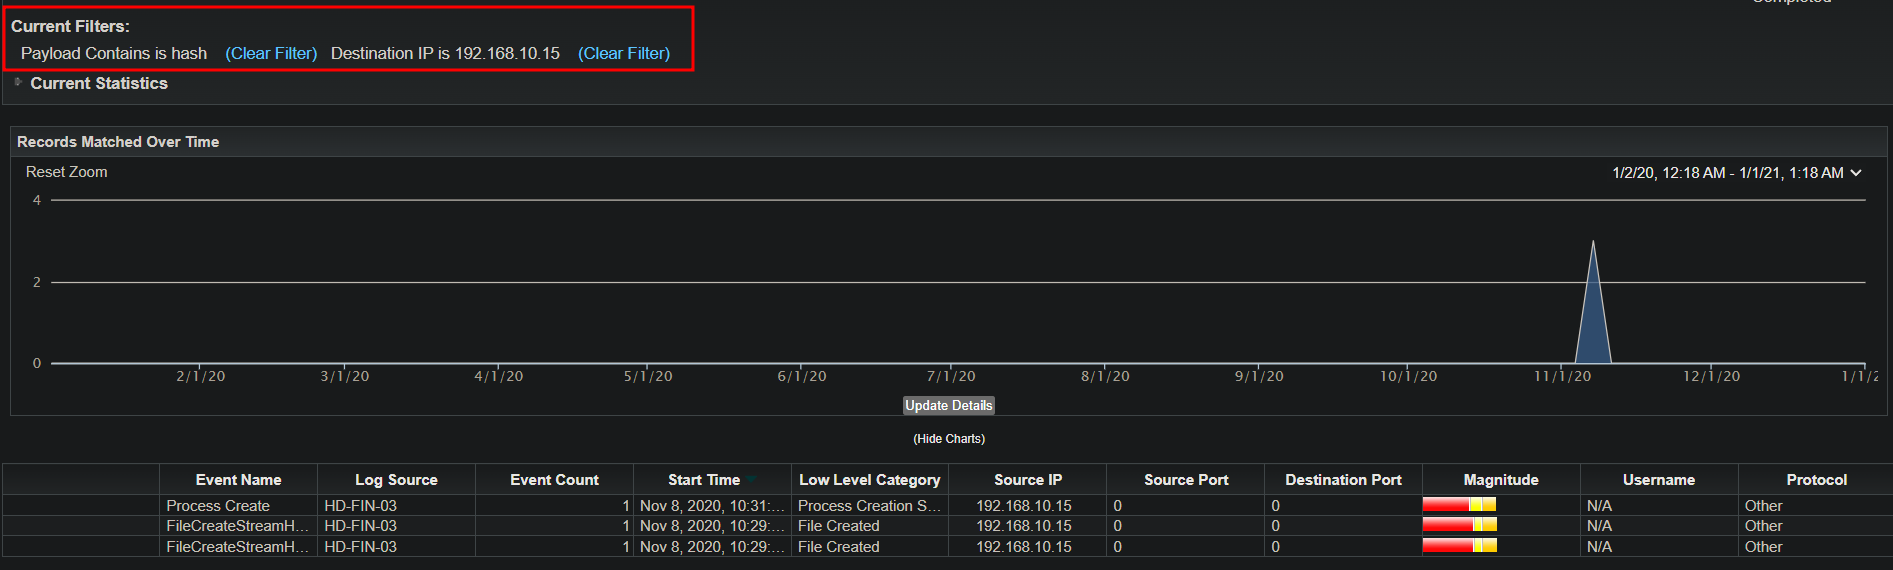 Completed
Current Filters:
Payload Contains is hash (Clear Filter) Destination IP is 192.168.10.15 (Clear Filter)
Current Statistics
Records Matched Over Time
Reset Zoom 1/2/20, 12:18 AM - 1/1/21, 1:18 AM
4
2
0
2/1/20 3/1/20 4/1/20 5/1/20 6/1/20 7/1/20 8/1/20 9/1/20 10/1/20 11/1/20 12/1/20 1/1/2
Update Details
(Hide Charts)
Event Name Log Source Event Count Start Time Low Level Category Source IP Source Port Destination Port Magnitude Username Protocol
Process Create HD-FIN-03 1 Nov 8, 2020, 10:31:... Process Creation S... 192.168.10.15 0 0 N/A Other
FileCreateStreamH... HD-FIN-03 1 Nov 8, 2020, 10:29:... File Created 192.168.10.15 0 0 N/A Other
FileCreateStreamH... HD-FIN-03 1 Nov 8, 2020, 10:29:... File Created 192.168.10.15 0 0 N/A Other